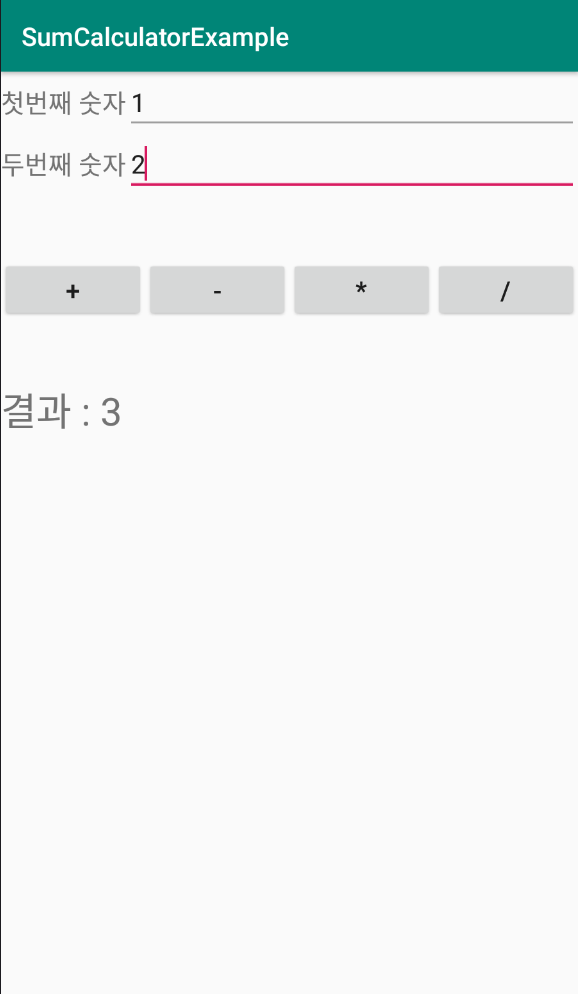 SumCalculatorExample
첫번째 숫자 1
두번째 숫자 2
+ - * /
결과 : 3